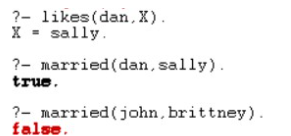 ?- likes(dan,X).
X = sally.
?- married(dan,sally).
true.
?- married(john,brittney).
false.